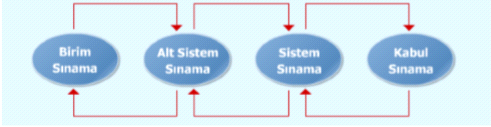 Birim
Sınama
Alt Sistem
Sınama
Sistem
Sınama
Kabul
Sınama